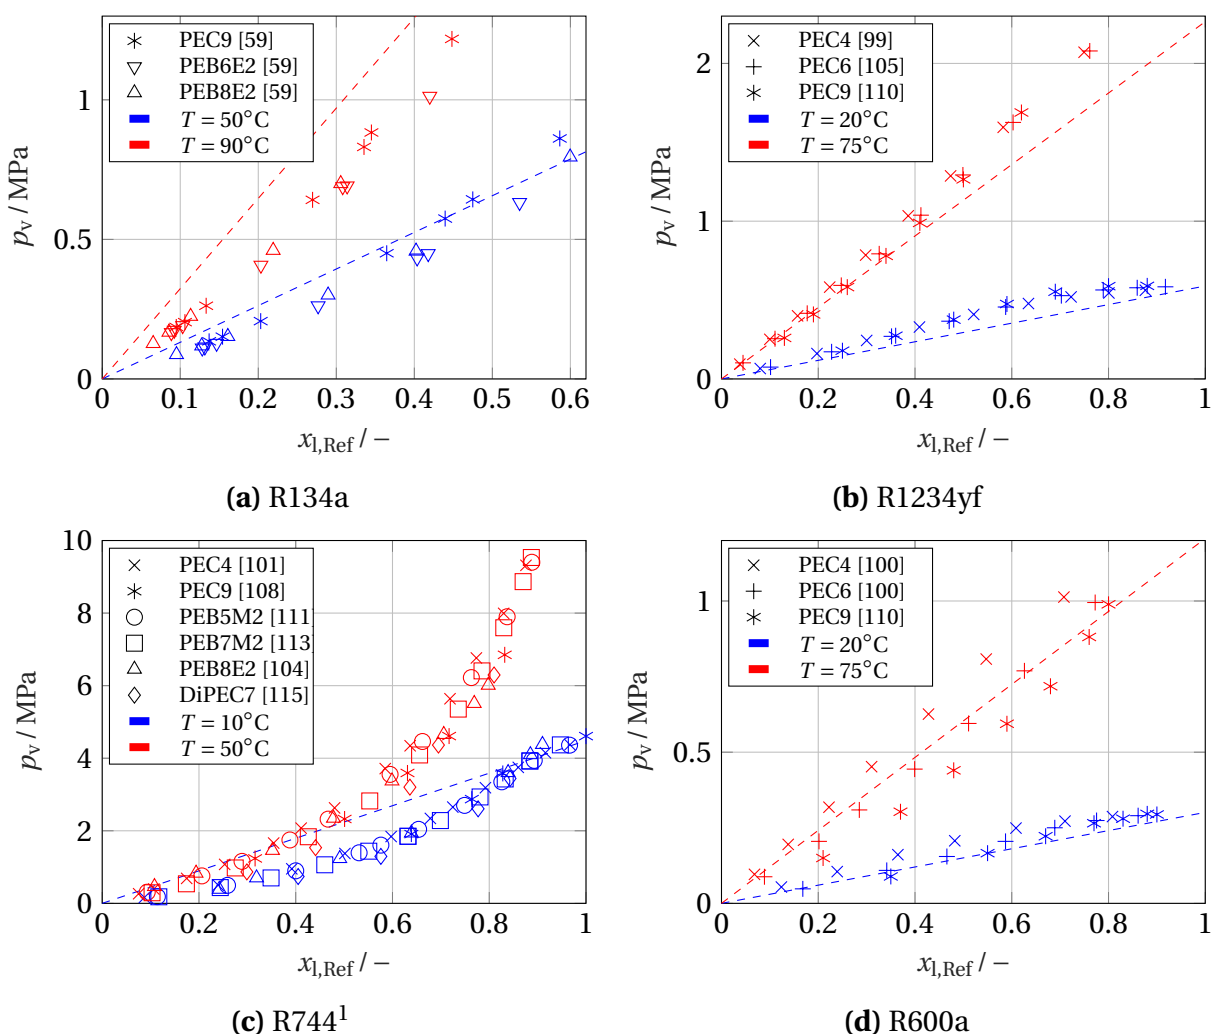 PEC9 [59]
PEB6E2 [59]
PEB8E2 [59]
T = 50°C
T = 90°C
1
0.5
0
p_v / MPa
0 0.1 0.2 0.3 0.4 0.5 0.6
x_l,Ref / −
(a) R134a
PEC4 [99]
PEC6 [105]
PEC9 [110]
T = 20°C
T = 75°C
2
1
0
p_v / MPa
0 0.2 0.4 0.6 0.8 1
x_l,Ref / −
(b) R1234yf
PEC4 [101]
PEC9 [108]
PEB5M2 [111]
PEB7M2 [113]
PEB8E2 [104]
DiPEC7 [115]
T = 10°C
T = 50°C
10
8
6
4
2
0
p_v / MPa
0 0.2 0.4 0.6 0.8 1
x_l,Ref / −
(c) R744¹
PEC4 [100]
PEC6 [100]
PEC9 [110]
T = 20°C
T = 75°C
1
0.5
0
p_v / MPa
0 0.2 0.4 0.6 0.8 1
x_l,Ref / −
(d) R600a